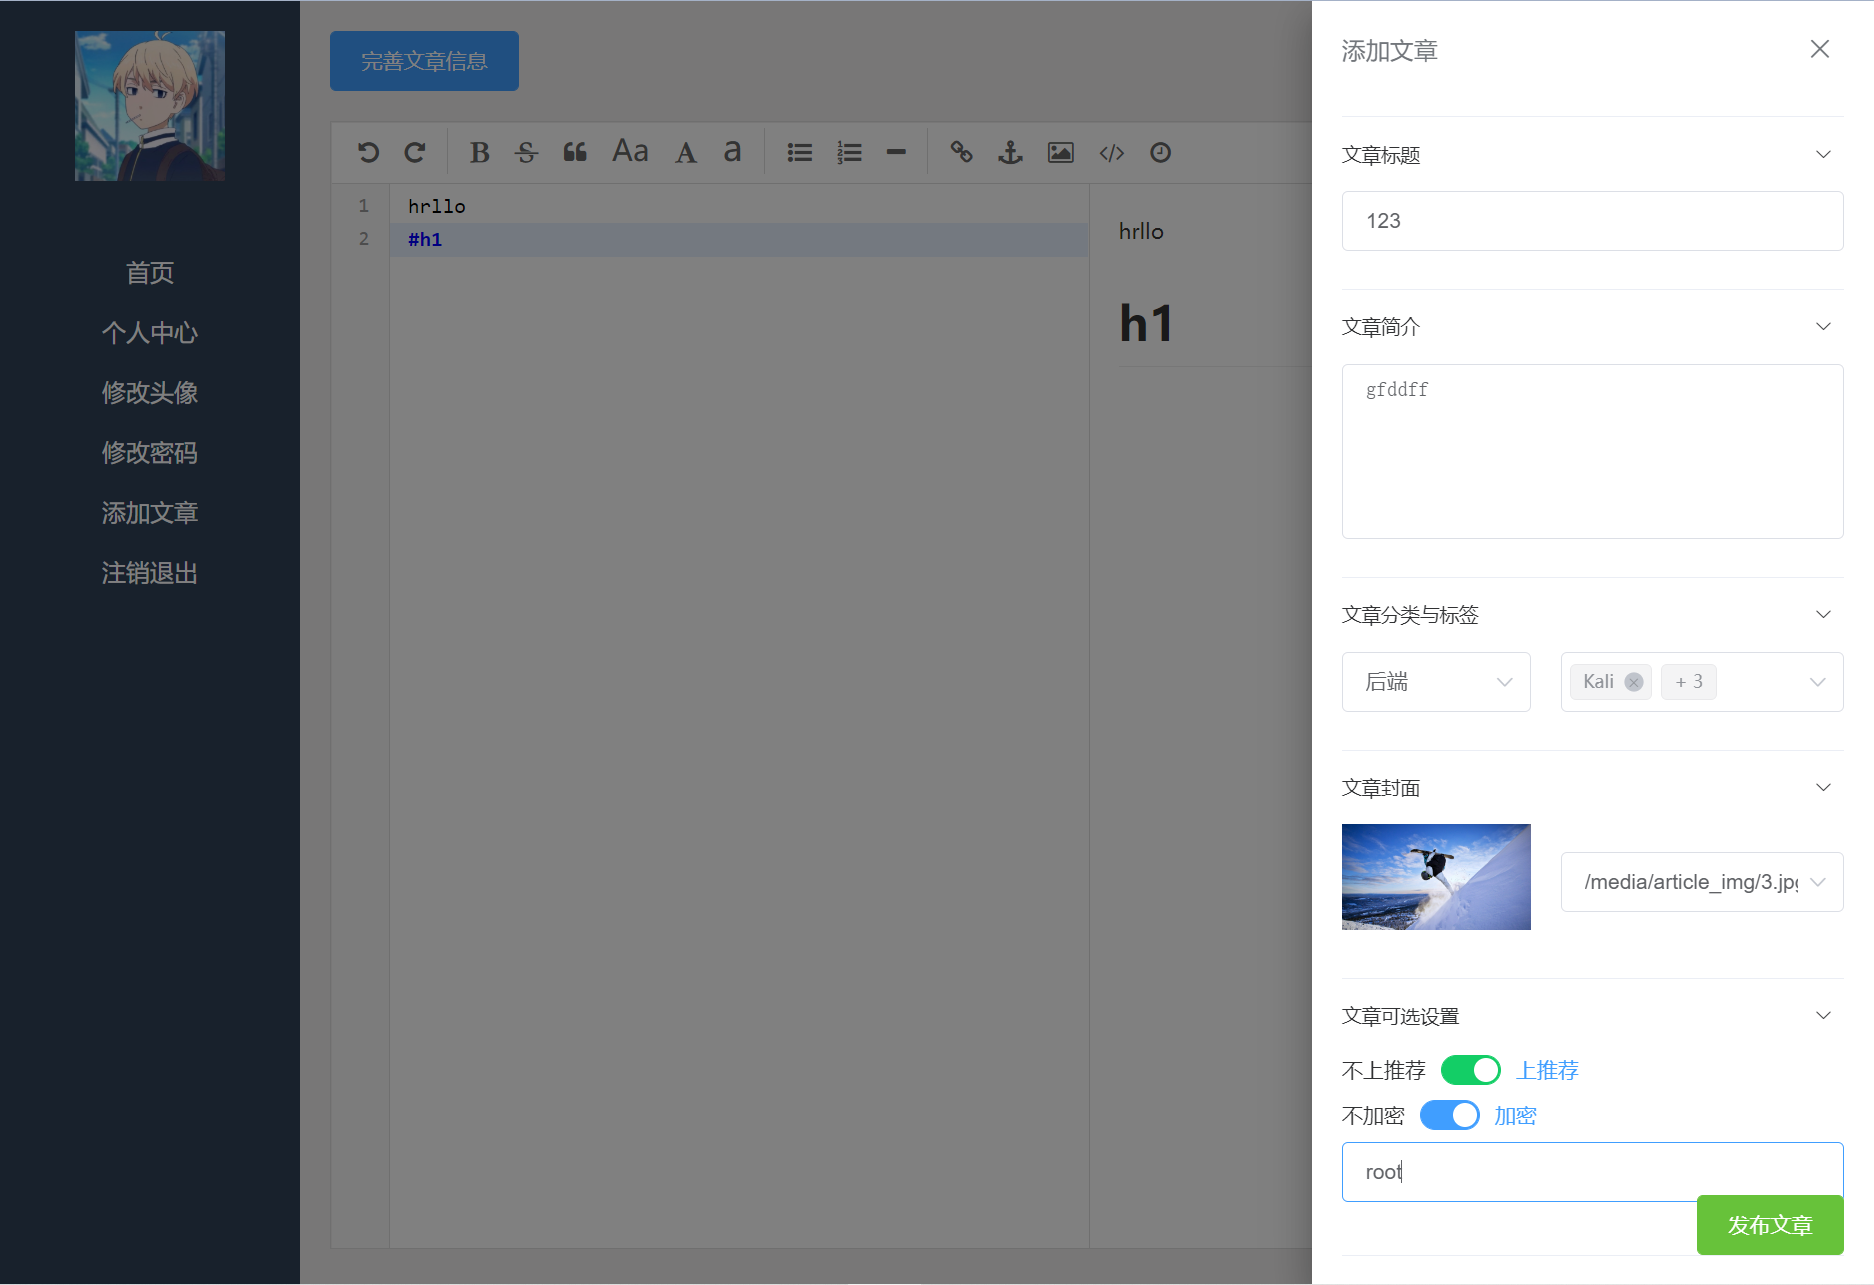 首页
个人中心
修改头像
修改密码
添加文章
注销退出
完善文章信息
B S Aa A a
1 hrllo
2 #h1
hrllo
h1
添加文章
文章标题
123
文章简介
gfddff
文章分类与标签
后端
Kali + 3
文章封面
/media/article_img/3.jpg
文章可选设置
不上推荐 上推荐
不加密 加密
root
发布文章